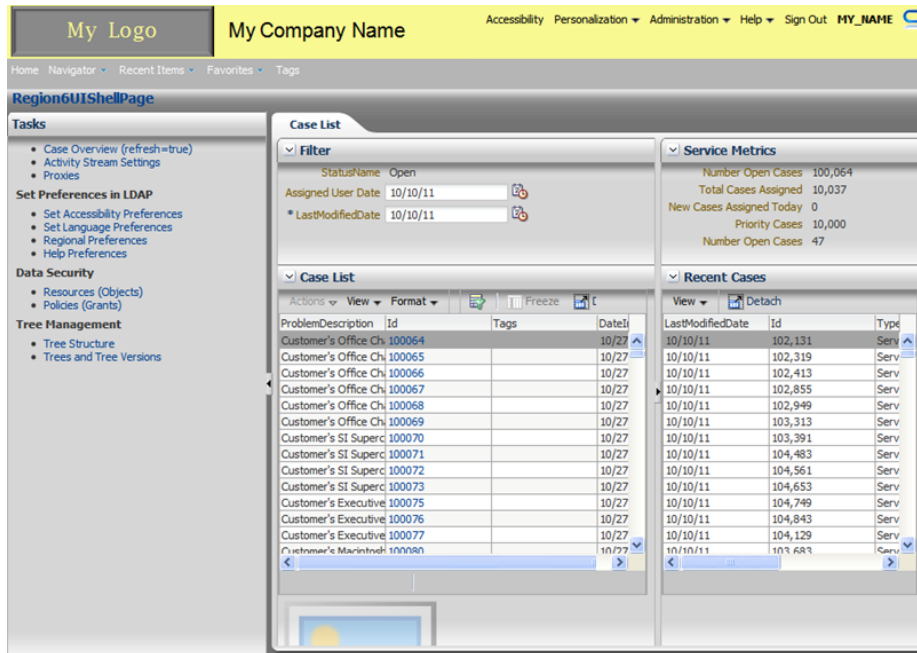 My Logo
My Company Name
Accessibility Personalization Administration Help Sign Out MY_NAME
Home Navigator Recent Items Favorites Tags
Region6UIShellPage
Tasks
Case Overview (refresh=true)
Activity Stream Settings
Proxies
Set Preferences in LDAP
Set Accessibility Preferences
Set Language Preferences
Regional Preferences
Help Preferences
Data Security
Resources (Objects)
Policies (Grants)
Tree Management
Tree Structure
Trees and Tree Versions
Case List
Filter
StatusName Open
Assigned User Date 10/10/11
* LastModifiedDate 10/10/11
Service Metrics
Number Open Cases 100,064
Total Cases Assigned 10,037
New Cases Assigned Today 0
Priority Cases 10,000
Number Open Cases 47
Case List
Actions View Format Freeze
ProblemDescription Id Tags
Customer's Office 100064 10/27
Customer's Office 100065 10/27
Customer's Office 100066 10/27
Customer's Office 100067 10/27
Customer's Office 100068 10/27
Customer's Office 100069 10/27
Customer's SI 100070 10/27
Customer's SI 100071 10/27
Customer's SI 100072 10/27
Customer's SI 100073 10/27
Customer's Executive 100075 10/27
Customer's Executive 100076 10/27
Customer's Executive 100077 10/27
Customer's Macintosh 100080 10/27
Recent Cases
View Detach
LastModifiedDate Id Type
10/10/11 102,131 Serv
10/10/11 102,319 Serv
10/10/11 102,413 Serv
10/10/11 102,855 Serv
10/10/11 102,949 Serv
10/10/11 103,313 Serv
10/10/11 103,391 Serv
10/10/11 104,483 Serv
10/10/11 104,561 Serv
10/10/11 104,653 Serv
10/10/11 104,749 Serv
10/10/11 104,843 Serv
10/10/11 104,129 Serv
10/10/11 103,683 Serv